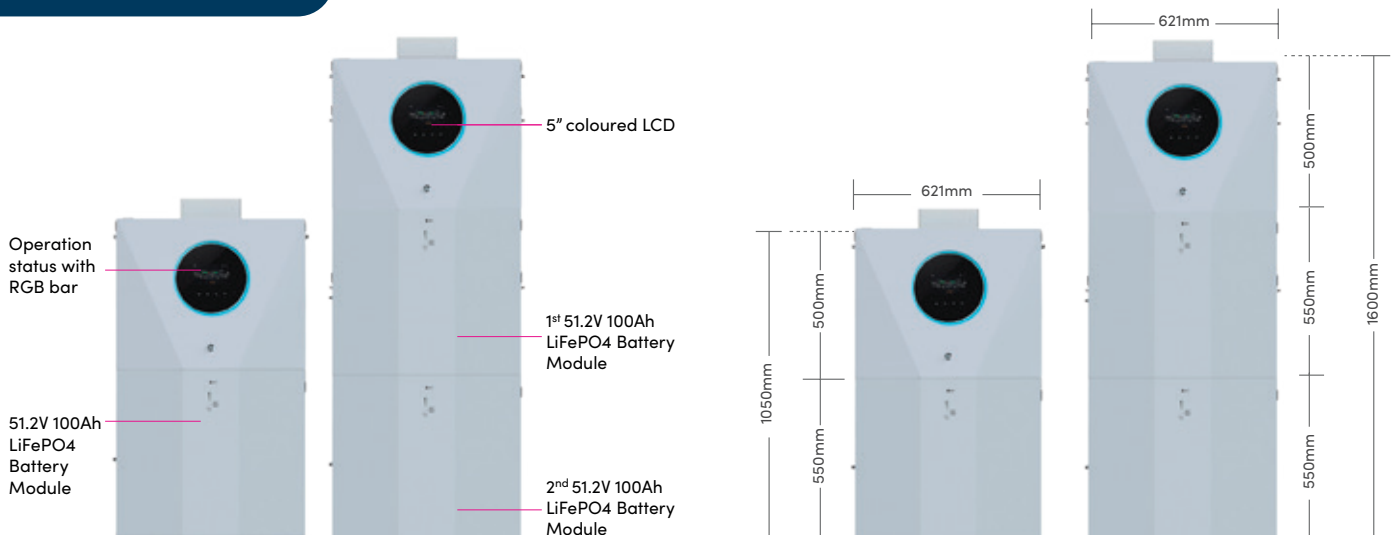 Operation
status with
RGB bar
51.2V 100Ah
LiFePO4
Battery
Module
5" coloured LCD
1st 51.2V 100Ah
LiFePO4 Battery
Module
2nd 51.2V 100Ah
LiFePO4 Battery
Module
621mm
1050mm
500mm
550mm
621mm
500mm
550mm
550mm
1600mm